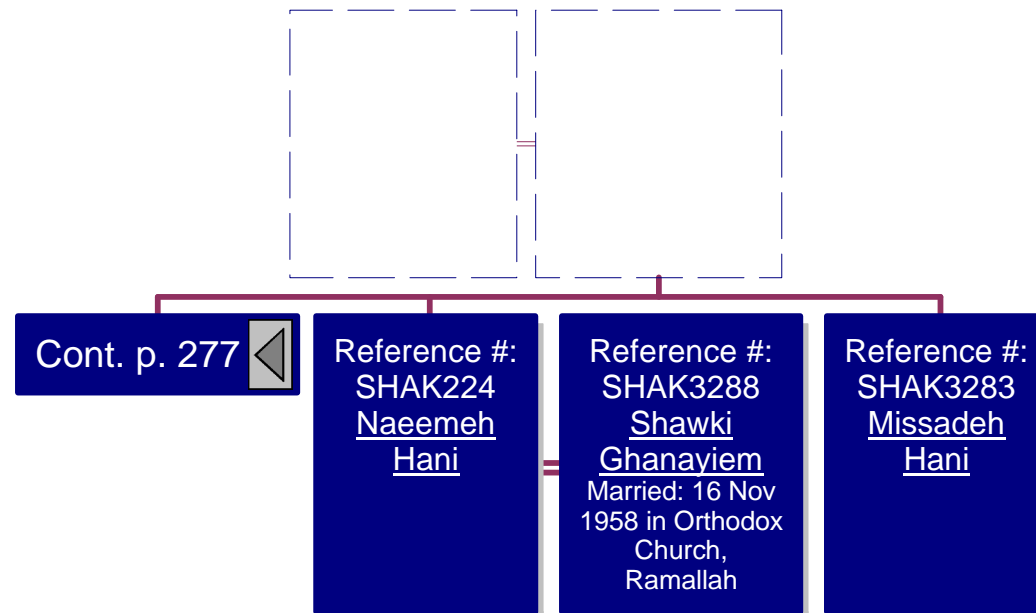 Cont. p. 277
Reference #:
SHAK224
Naeemeh
Hani
Reference #:
SHAK3288
Shawki
Ghanayiem
Married: 16 Nov
1958 in Orthodox
Church,
Ramallah
Reference #:
SHAK3283
Missadeh
Hani